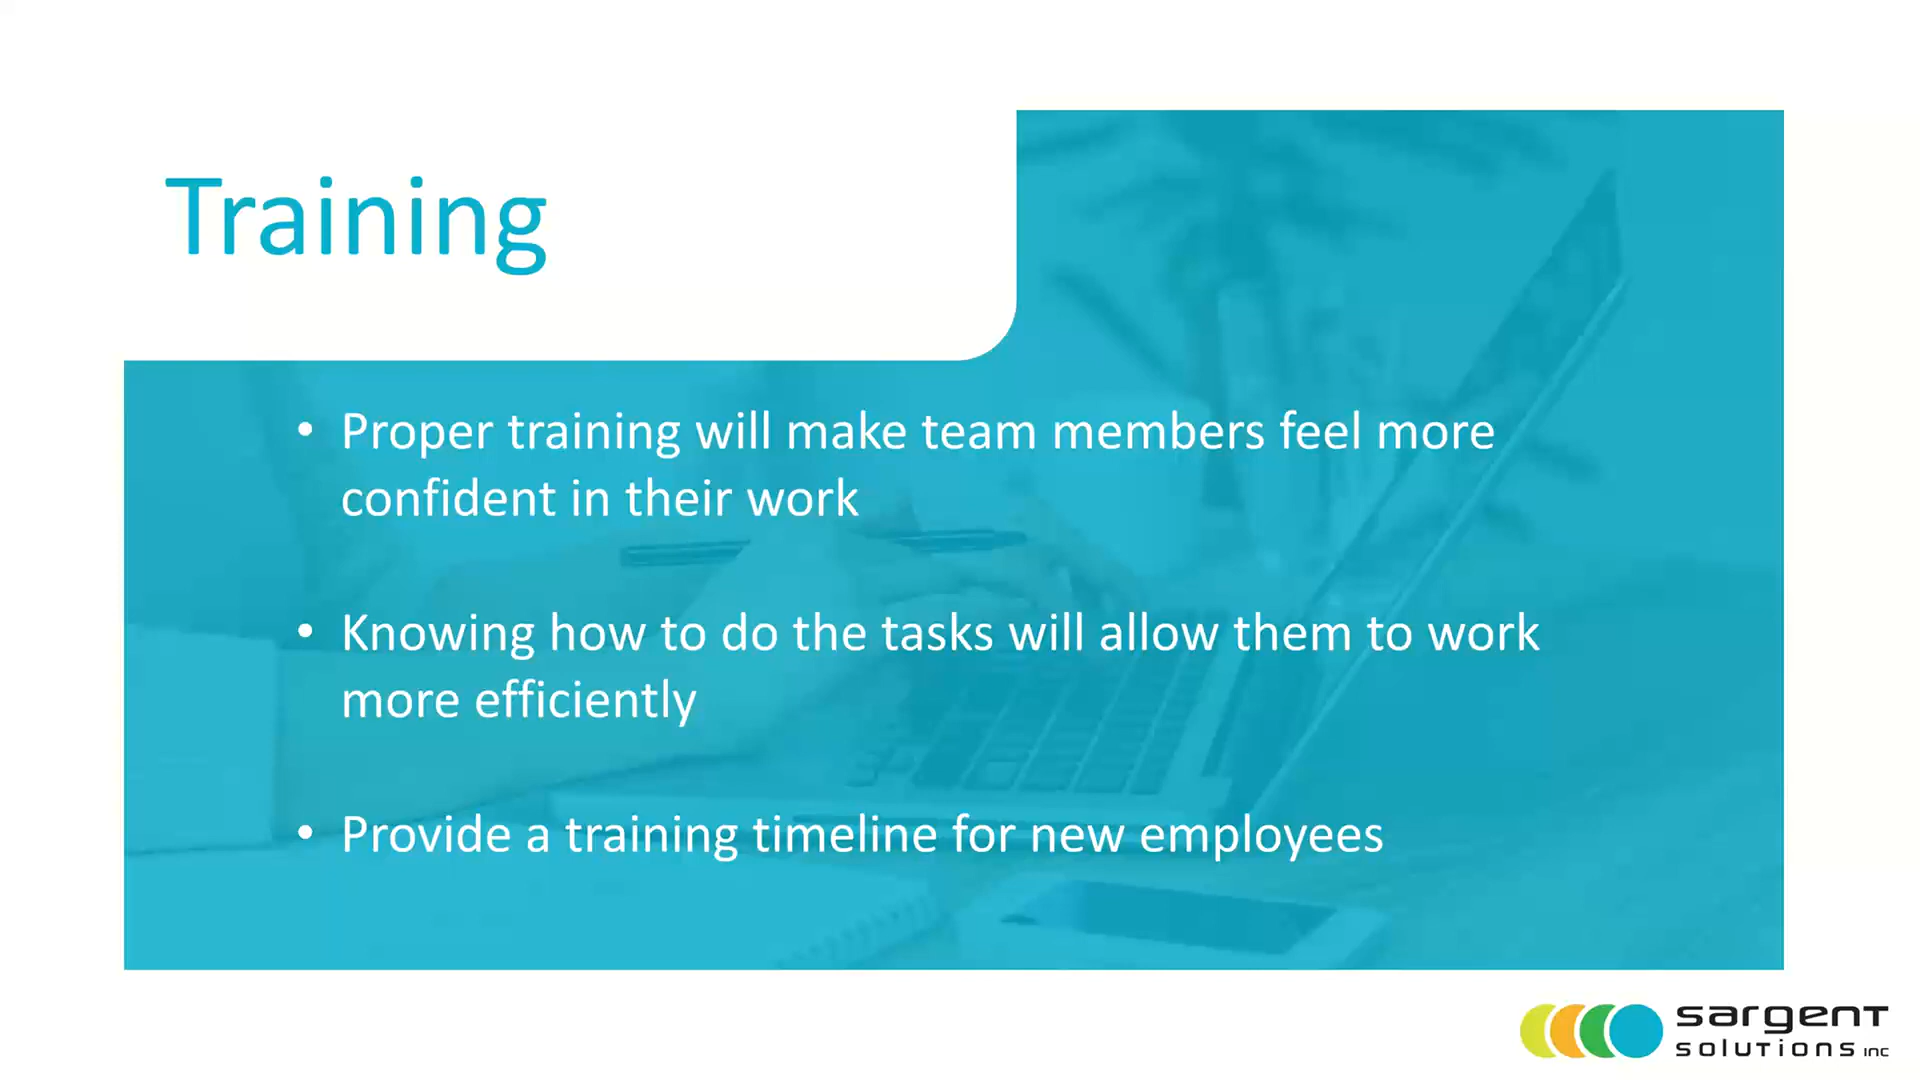 Training
• Proper training will make team members feel more
confident in their work
• Knowing how to do the tasks will allow them to work
more efficiently
• Provide a training timeline for new employees
sargent
solutions inc